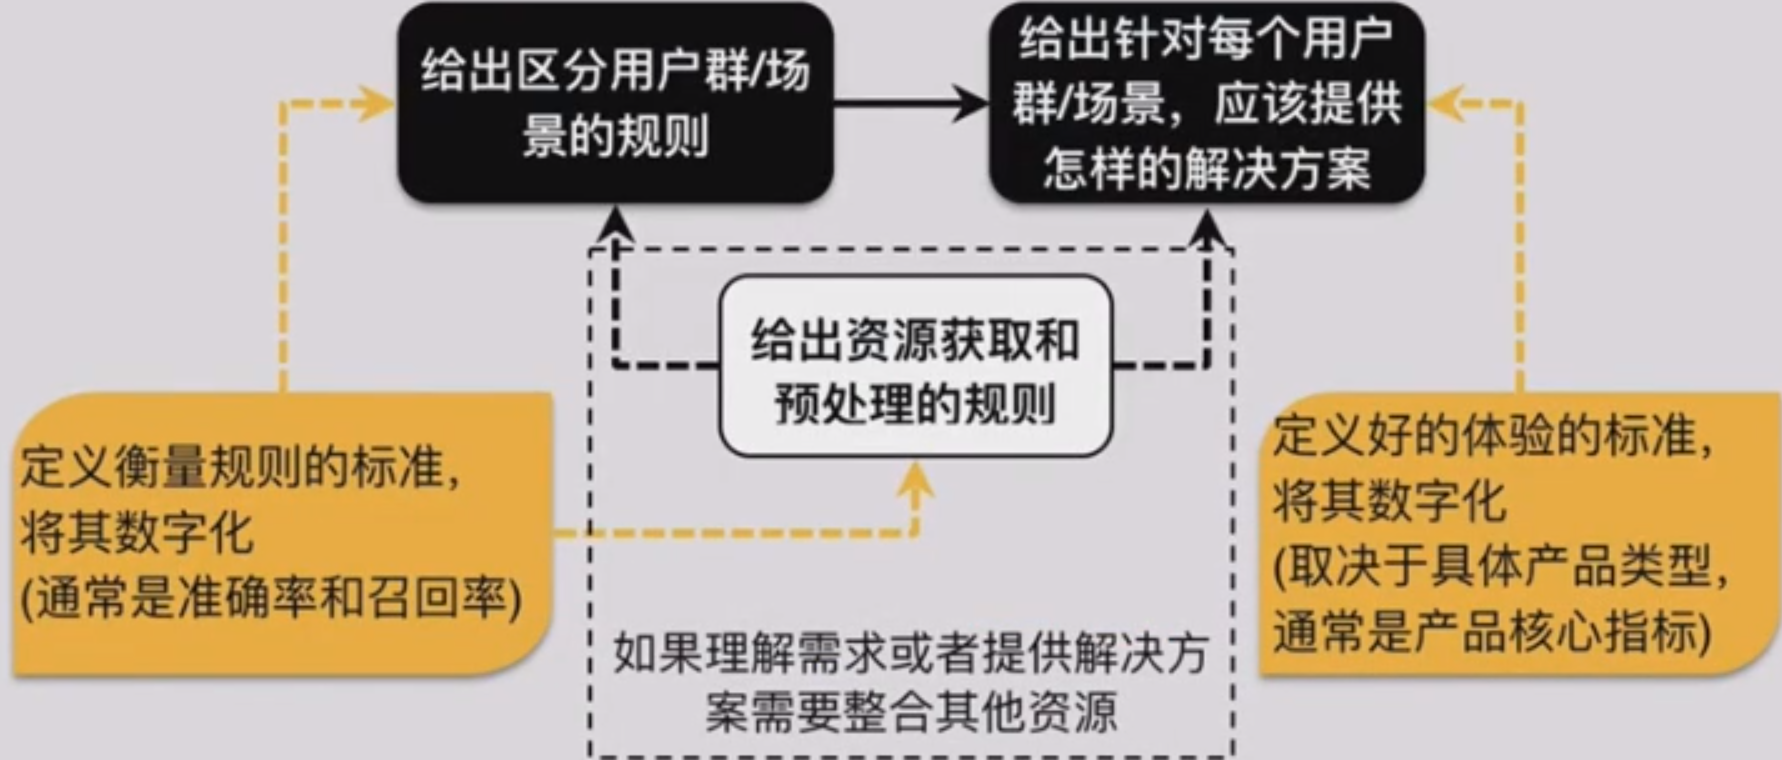 给出区分用户群/场
景的规则
给出针对每个用户
群/场景，应该提供
怎样的解决方案
给出资源获取和
预处理的规则
定义衡量规则的标准，
将其数字化
(通常是准确率和召回率)
定义好的体验的标准，
将其数字化
(取决于具体产品类型，
通常是产品核心指标)
如果理解需求或者提供解决方
案需要整合其他资源